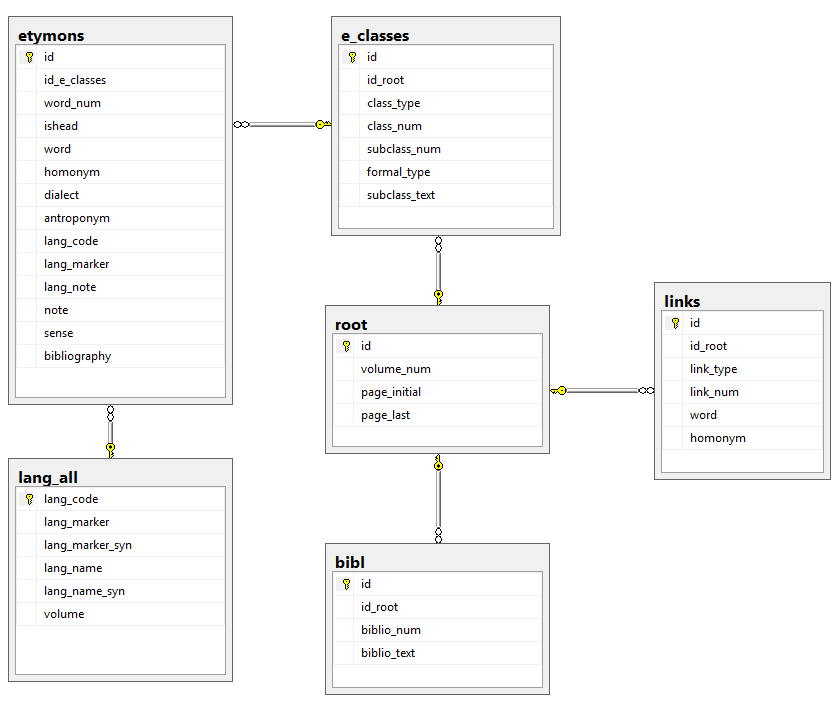 etymons
id
id_e_classes
word_num
ishead
word
homonym
dialect
antroponym
lang_code
lang_marker
lang_note
note
sense
bibliography
e_classes
id
id_root
class_type
class_num
subclass_num
formal_type
subclass_text
root
id
volume_num
page_initial
page_last
links
id
id_root
link_type
link_num
word
homonym
lang_all
lang_code
lang_marker
lang_marker_syn
lang_name
lang_name_syn
volume
bibl
id
id_root
biblio_num
biblio_text